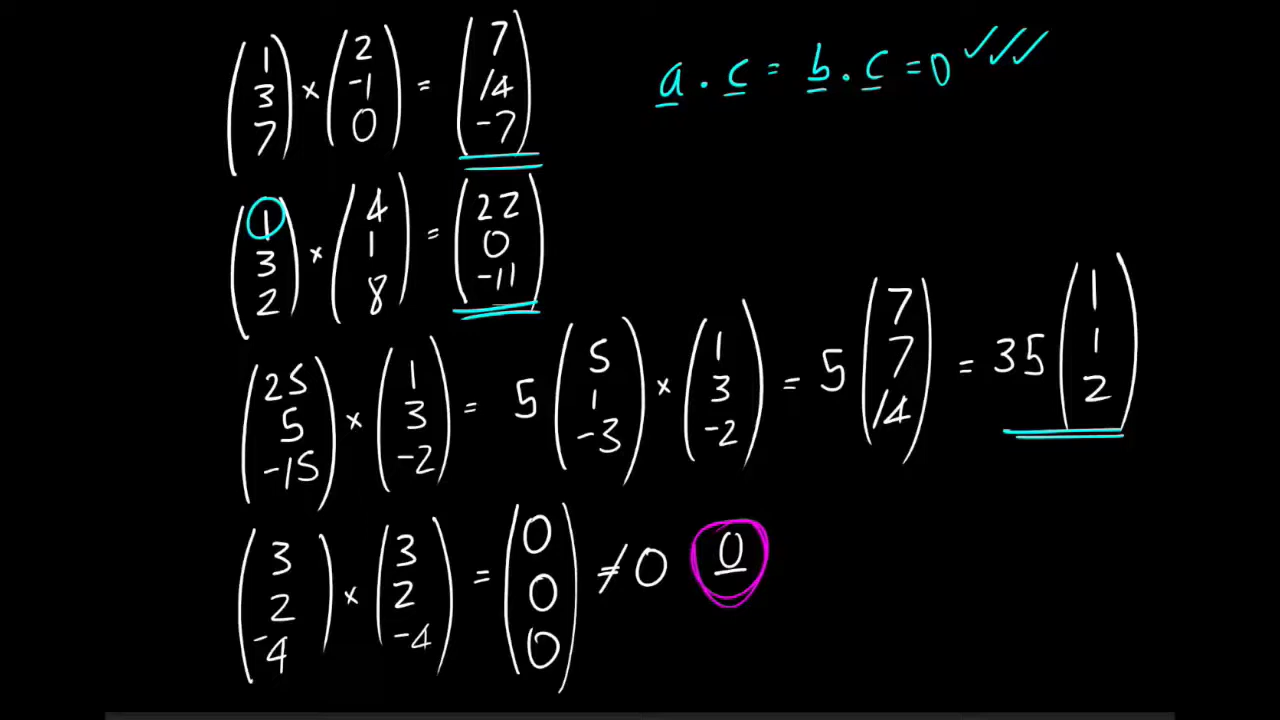 (1 3 7) × (2 -1 0) = (7 14 -7)
a · c = b · c = 0 ✓✓✓
(1 3 2) × (4 1 8) = (22 0 -11)
(25 5 -15) × (1 3 -2) = 5 (5 1 -3) × (1 3 -2) = 5 (7 7 14) = 35 (1 1 2)
(3 2 -4) × (3 2 -4) = (0 0 0) ≠ 0 0